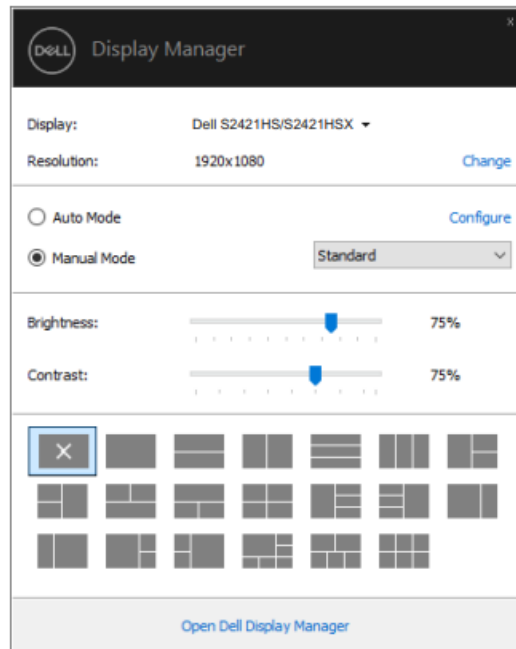 x
DELL Display Manager
Display: Dell S2421HS/S2421HSX
Resolution: 1920x1080 Change
Auto Mode Configure
Manual Mode Standard
Brightness: 75%
Contrast: 75%
Open Dell Display Manager